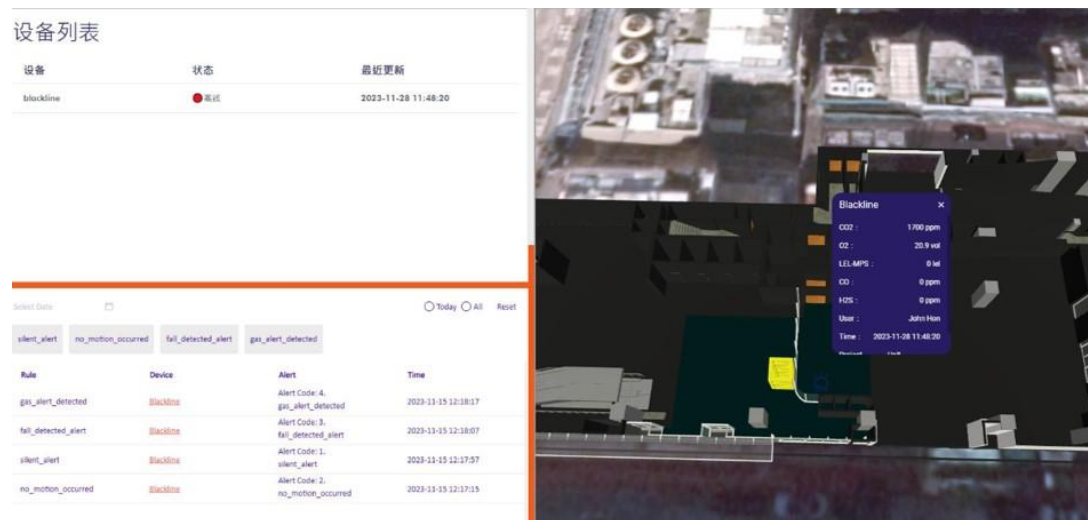 设备列表
设备 状态 最近更新
blackline 离线 2023-11-28 11:48:20
Select Date Today All Reset
silent_alert no_motion_occurred fall_detected_alert gas_alert_detected
Rule Device Alert Time
gas_alert_detected Blackline Alert Code: 4. 2023-11-15 12:18:17
gas_alert_detected
fall_detected_alert Blackline Alert Code: 3. 2023-11-15 12:18:07
fall_detected_alert
silent_alert Blackline Alert Code: 1. 2023-11-15 12:17:57
silent_alert
no_motion_occurred Blackline Alert Code: 2. 2023-11-15 12:17:15
no_motion_occurred
Blackline ×
CO2 : 1700 ppm
O2 : 20.9 vol
LEL-MPS : 0 lel
CO : 0 ppm
H2S : 0 ppm
User : John Hon
Time : 2023-11-28 11:48:20